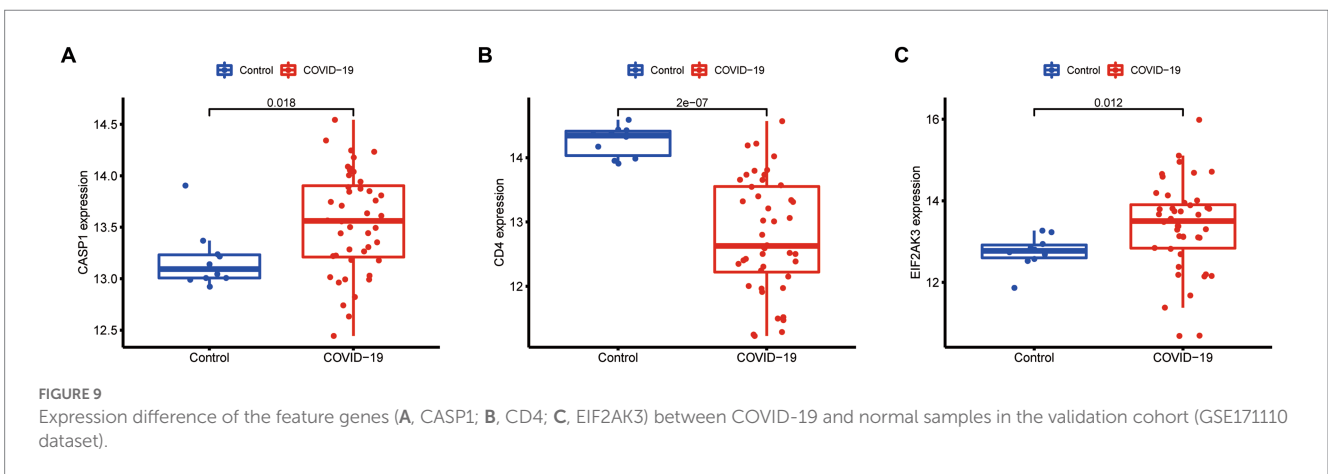 A
Control COVID−19
0.018
14.5
14.0
13.5
13.0
12.5
CASP1 expression
Control COVID−19
B
Control COVID−19
2e−07
14
13
12
CD4 expression
Control COVID−19
C
Control COVID−19
0.012
16
14
12
EIF2AK3 expression
Control COVID−19
FIGURE 9
Expression difference of the feature genes (A, CASP1; B, CD4; C, EIF2AK3) between COVID-19 and normal samples in the validation cohort (GSE171110
dataset).